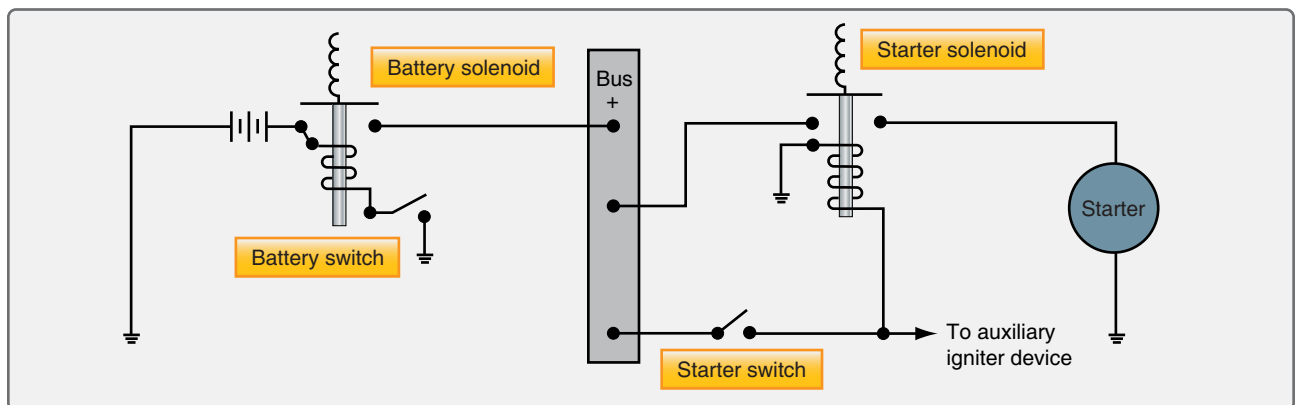 Battery solenoid
Bus
+
Starter solenoid
Starter
Battery switch
Starter switch
To auxiliary
igniter device